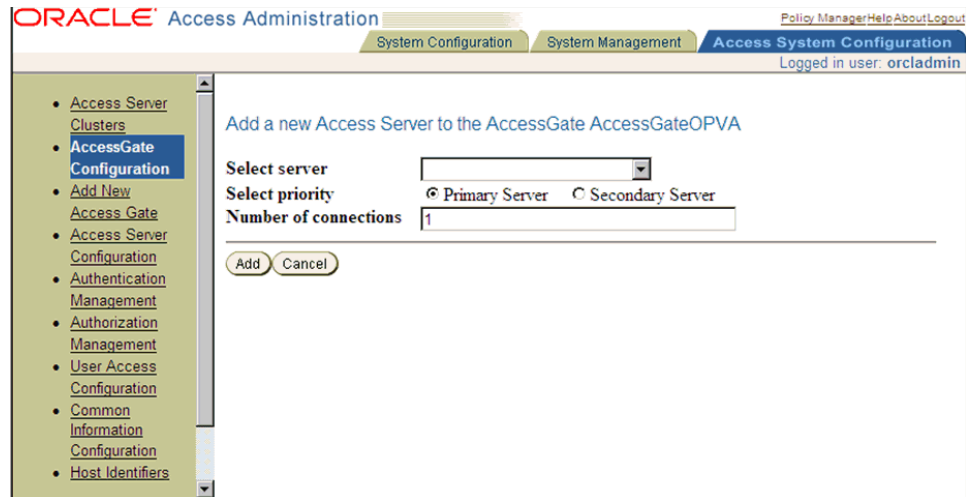 ORACLE Access Administration
Policy Manager Help About Logout
System Configuration System Management Access System Configuration
Logged in user: orcladmin
Access Server
Clusters
AccessGate
Configuration
Add New
Access Gate
Access Server
Configuration
Authentication
Management
Authorization
Management
User Access
Configuration
Common
Information
Configuration
Host Identifiers
Add a new Access Server to the AccessGate AccessGateOPVA
Select server
Select priority Primary Server Secondary Server
Number of connections 1
Add Cancel